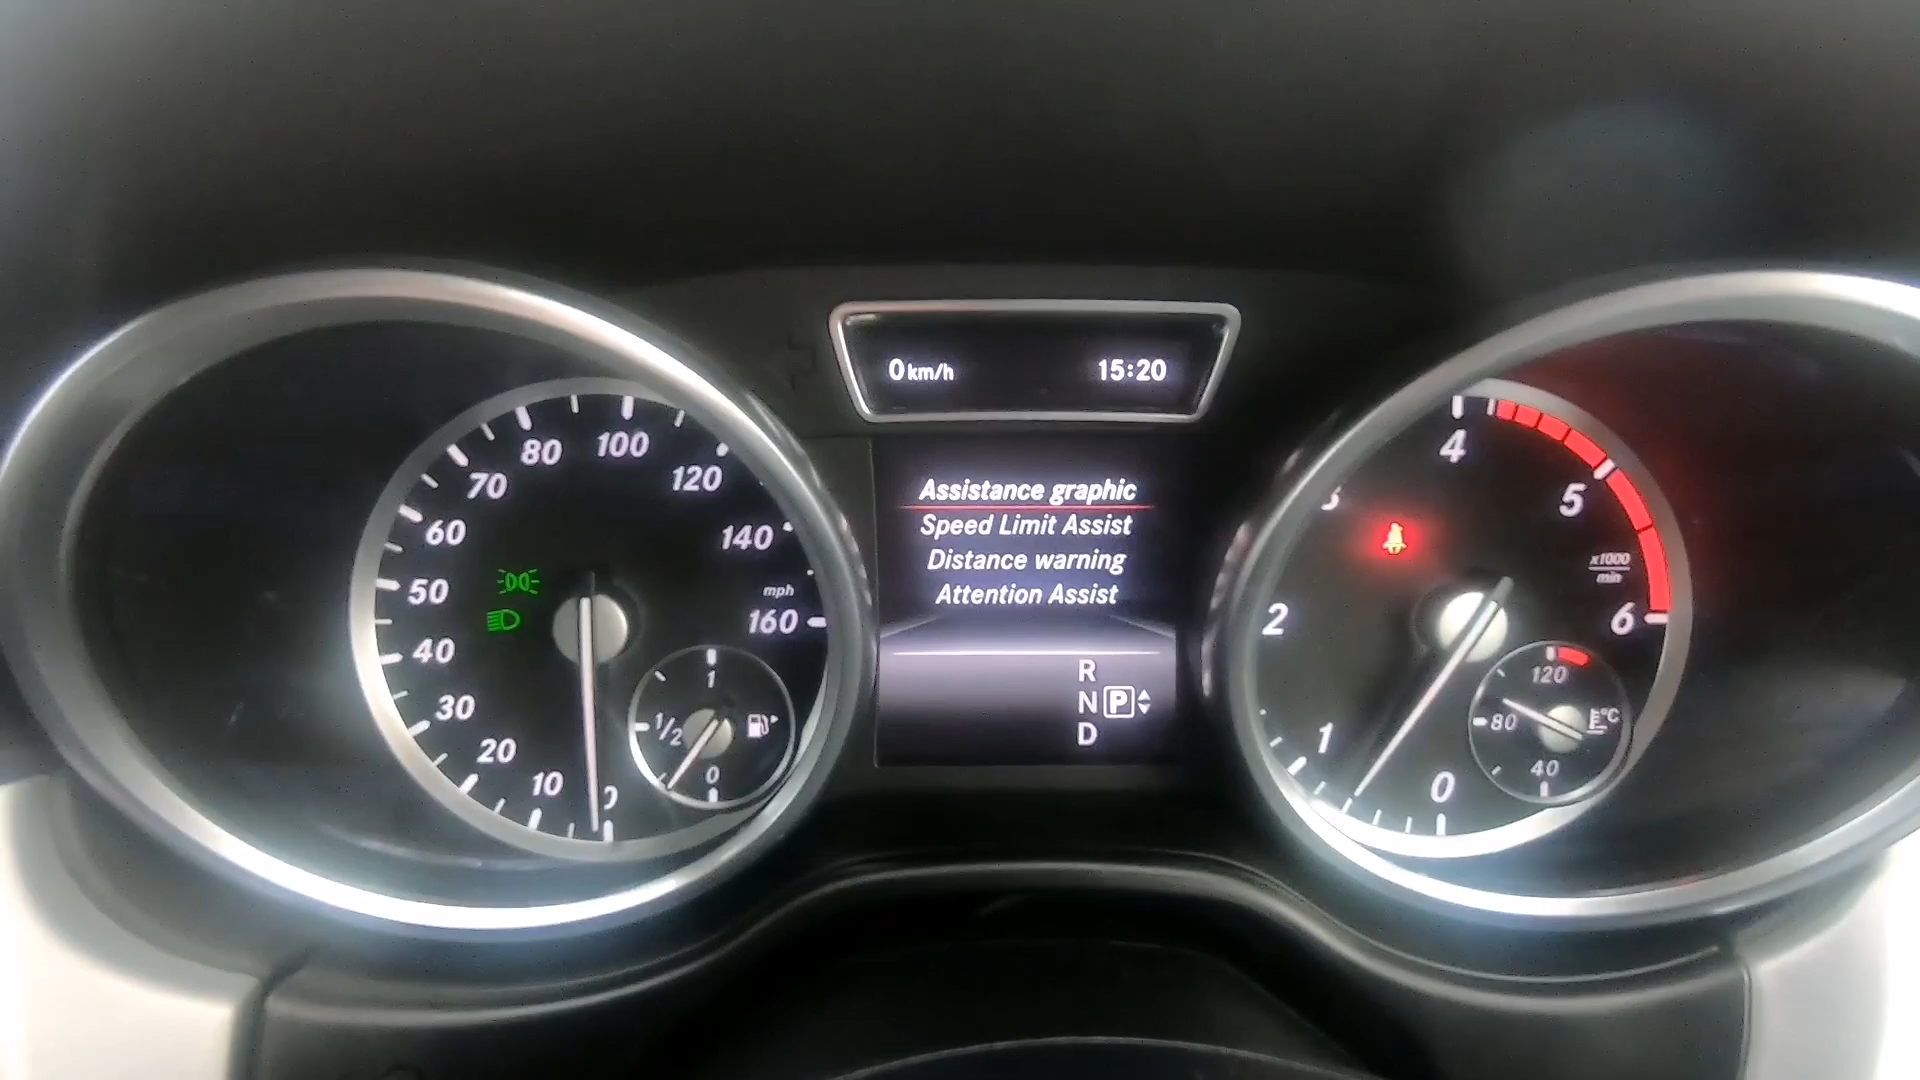 0 km/h 15:20
Assistance graphic
Speed Limit Assist
Distance warning
Attention Assist
R
N P
D
0
10
20
30
40
50
60
70
80
100
120
140
160
mph
1
1/2
0
0
1
2
3
4
5
6
x1000
min
120
80
40
°C